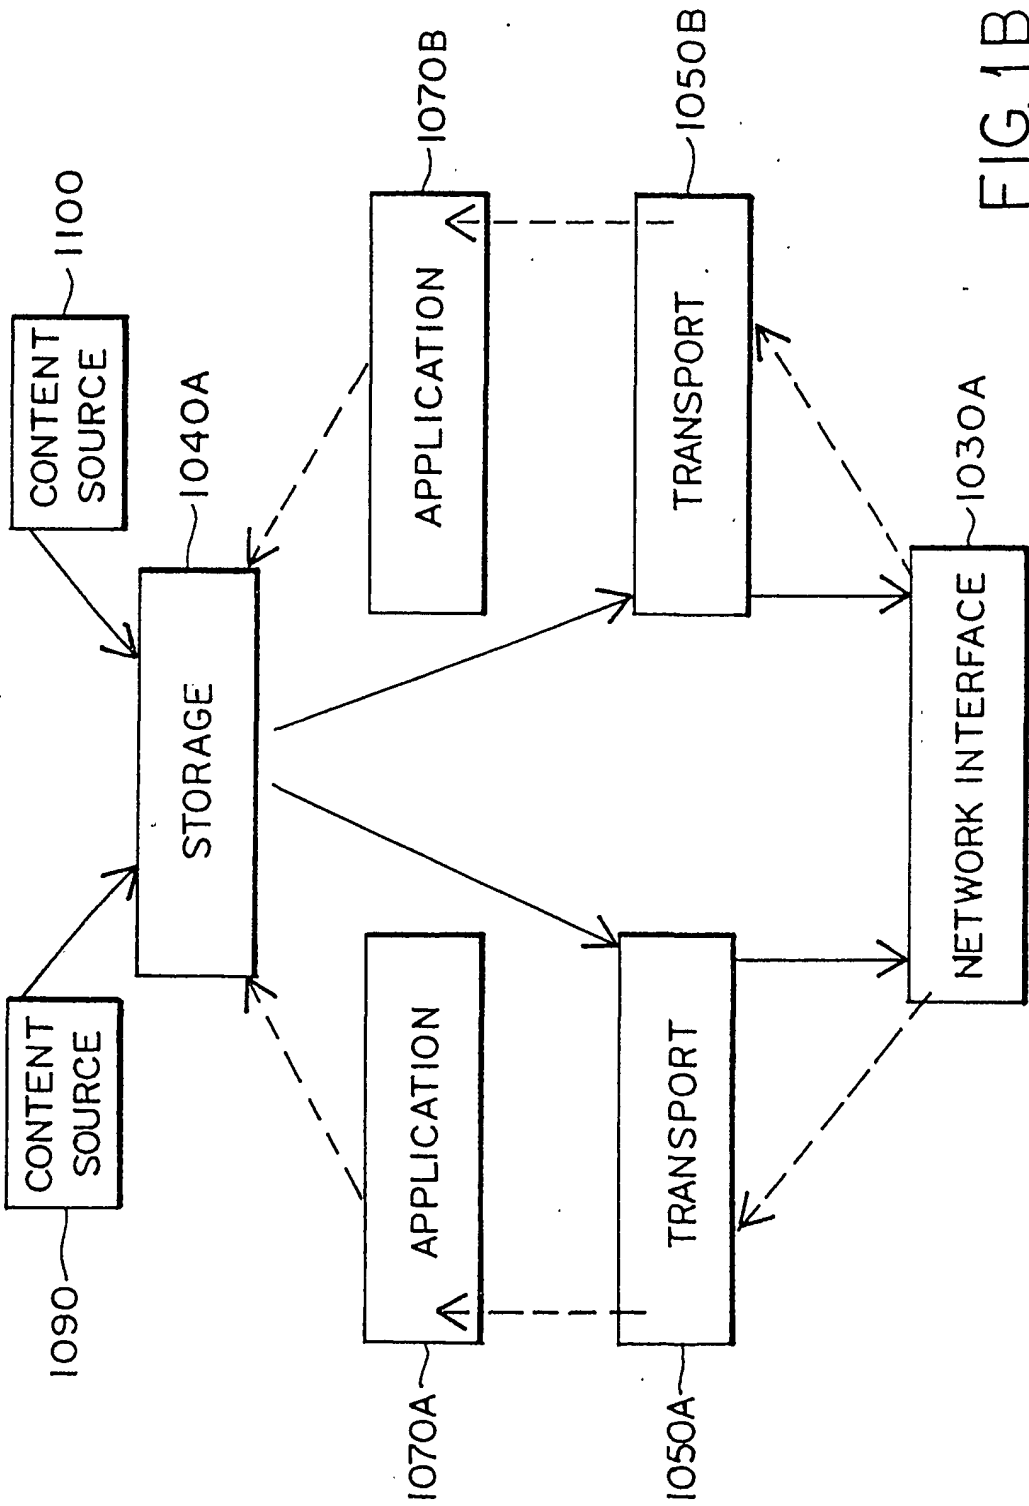 1090
CONTENT
SOURCE
CONTENT
SOURCE
1100
STORAGE
1040A
1070A
APPLICATION
APPLICATION
1070B
1050A
TRANSPORT
TRANSPORT
1050B
NETWORK INTERFACE
1030A
FIG. 1B